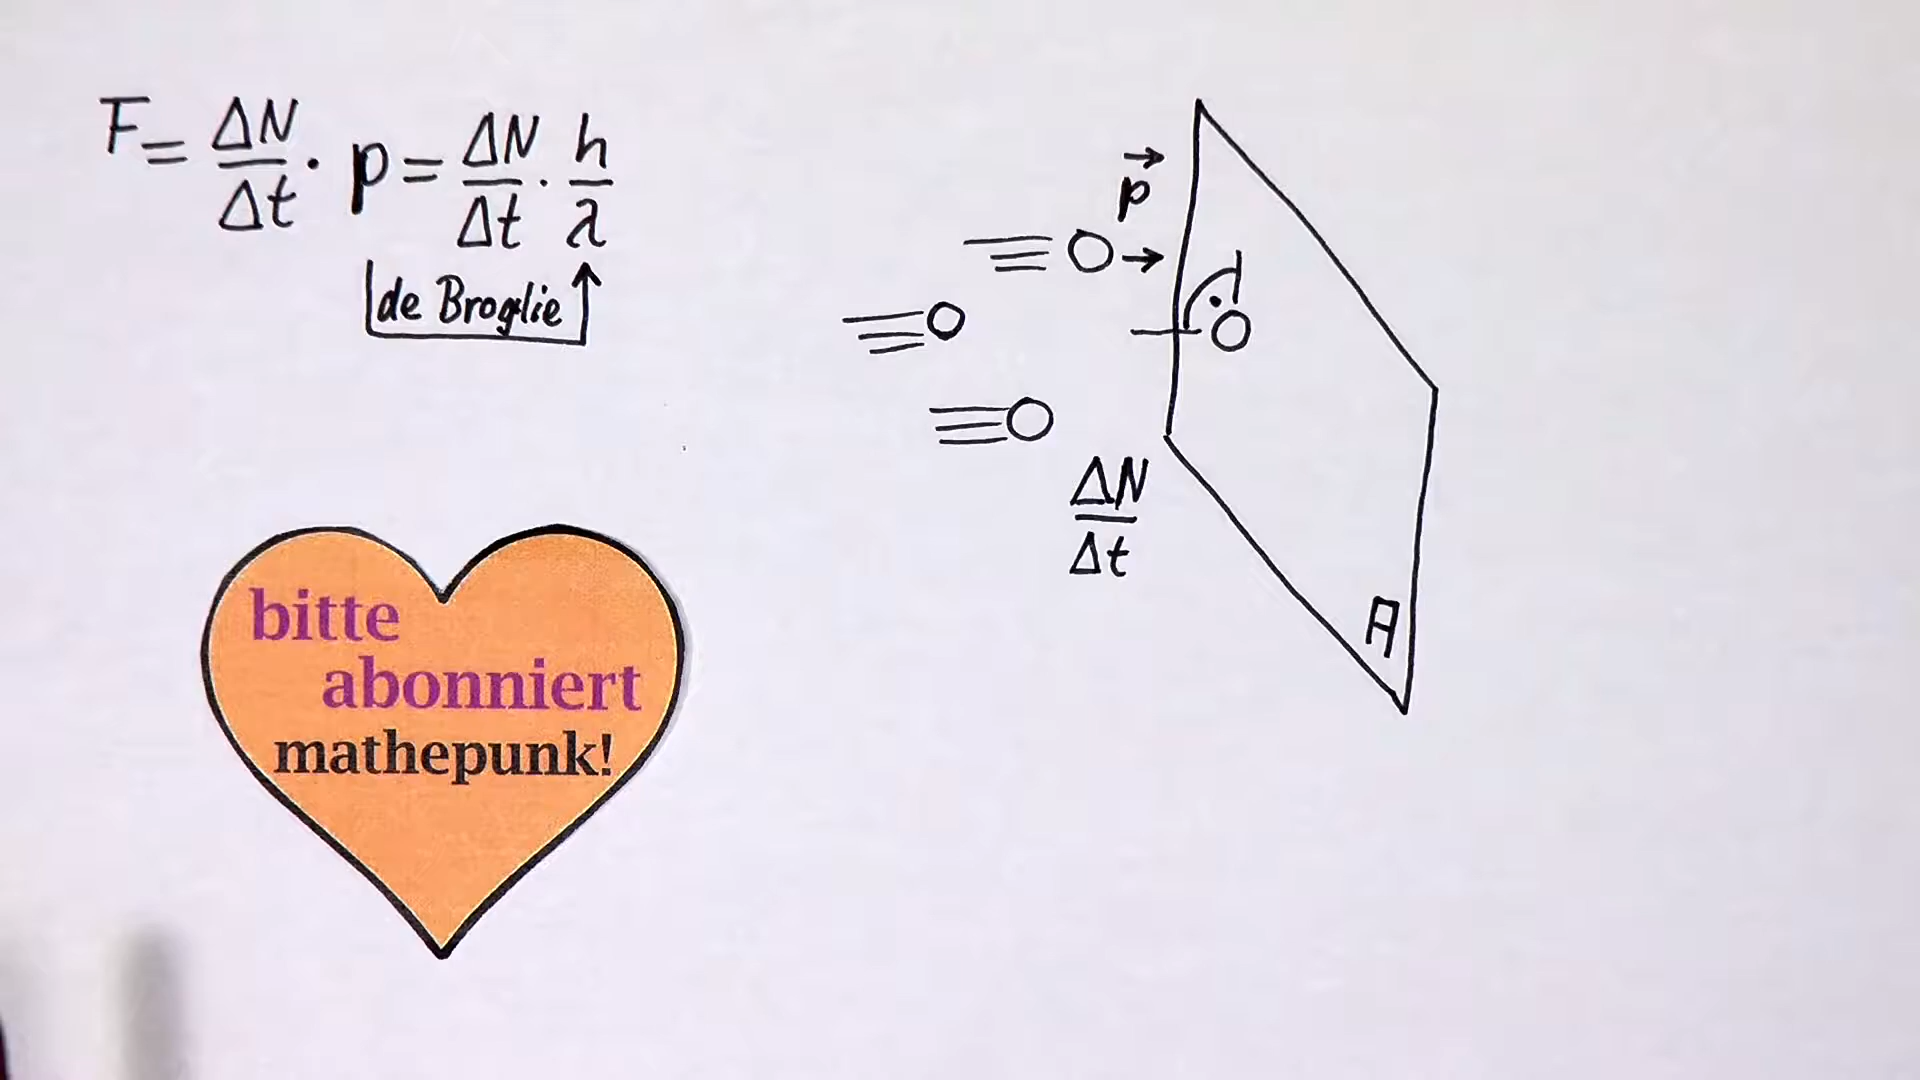 F = ΔN/Δt · p = ΔN/Δt · h/λ
de Broglie
p⃗
ΔN/Δt
A
bitte
abonniert
mathepunk!